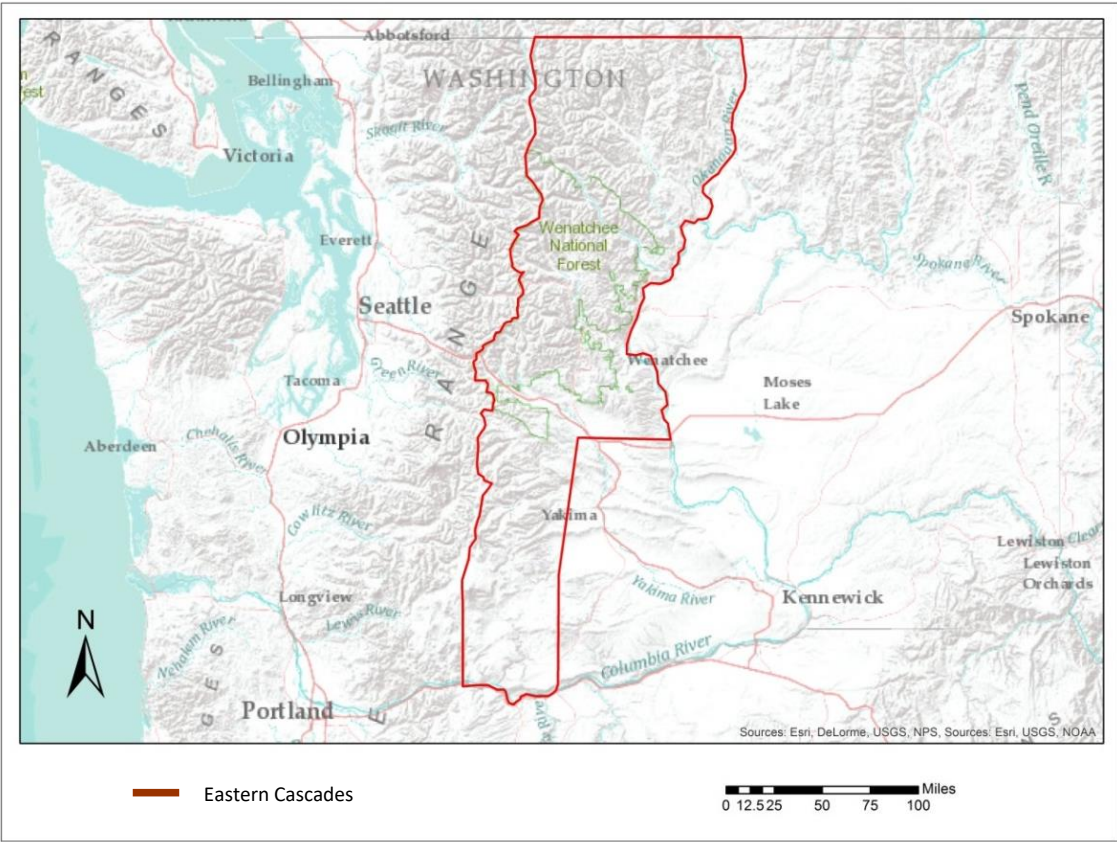 RANGES
Abbotsford
WASHINGTON
Bellingham
est
Skagit River
Victoria
Okanogan River
Pend Oreille R
Wenatchee
National
Forest
Everett
Spokane River
Seattle
Spokane
RANGE
Green River
Wenatchee
Tacoma
Moses
Lake
Olympia
Aberdeen
Chehalis River
Cowlitz River
Yakima
Lewiston
Clear
Lewiston
Orchards
Longview
Lewis River
Yakima River
Kennewick
N
Nehalem River
Columbia River
GES
Portland
E
S
Sources: Esri, DeLorme, USGS, NPS, Sources: Esri, USGS, NOAA
Eastern Cascades
Miles
0 12.5 25 50 75 100